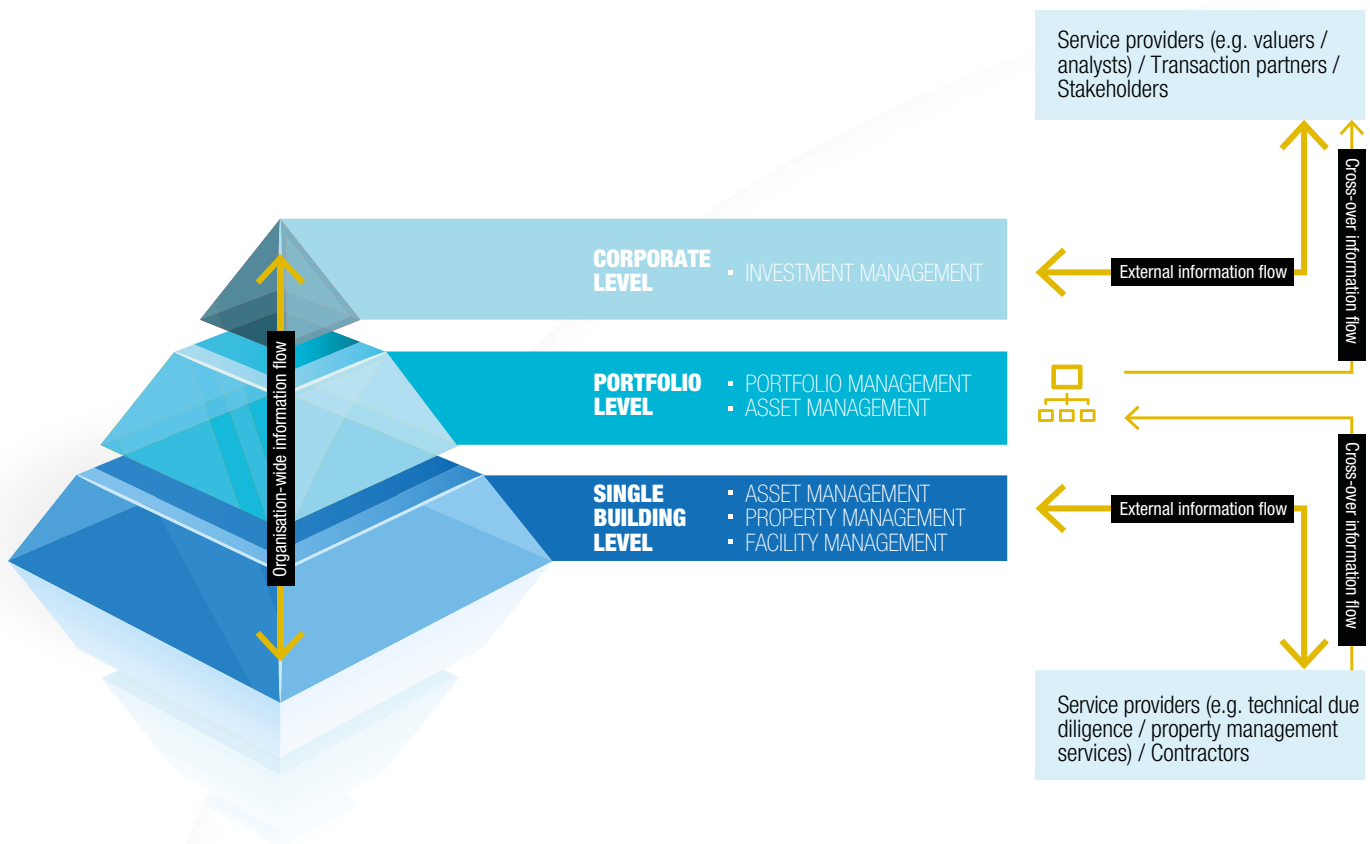 Service providers (e.g. valuers /
analysts) / Transaction partners /
Stakeholders
Cross-over information flow
CORPORATE
LEVEL
▪ INVESTMENT MANAGEMENT
External information flow
Organisation-wide information flow
PORTFOLIO
LEVEL
▪ PORTFOLIO MANAGEMENT
▪ ASSET MANAGEMENT
SINGLE
BUILDING
LEVEL
▪ ASSET MANAGEMENT
▪ PROPERTY MANAGEMENT
▪ FACILITY MANAGEMENT
External information flow
Cross-over information flow
Service providers (e.g. technical due
diligence / property management
services) / Contractors